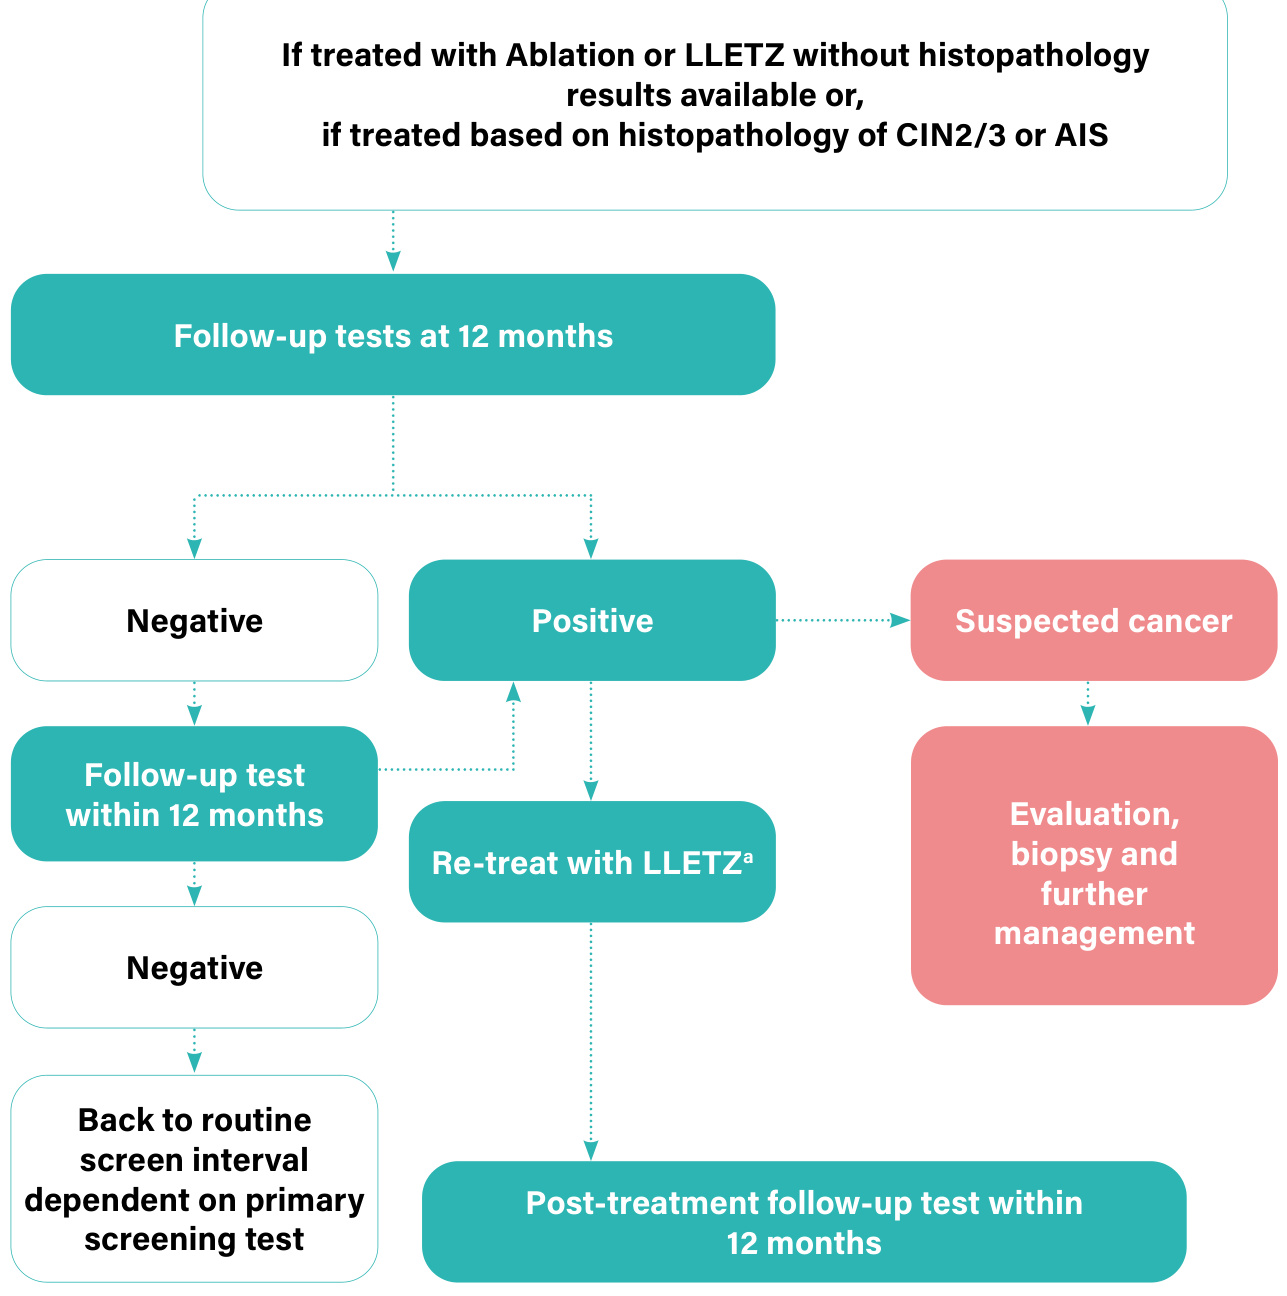 If treated with Ablation or LLETZ without histopathology
results available or,
if treated based on histopathology of CIN2/3 or AIS
Follow-up tests at 12 months
Negative
Positive
Suspected cancer
Follow-up test
within 12 months
Re-treat with LLETZᵃ
Evaluation,
biopsy and
further
management
Negative
Back to routine
screen interval
dependent on primary
screening test
Post-treatment follow-up test within
12 months